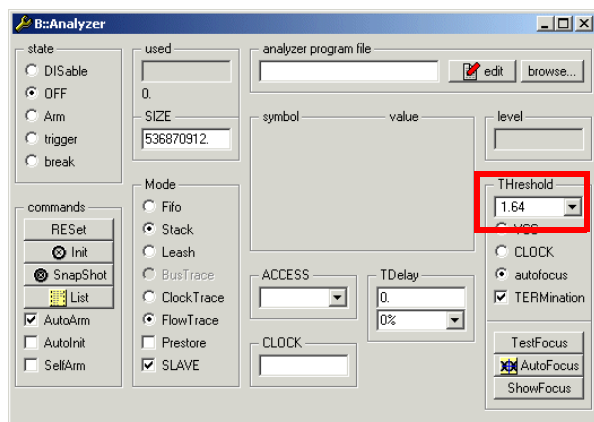 B::Analyzer
state
DISable
OFF
Arm
trigger
break
used
0.
SIZE
536870912.
analyzer program file
edit
browse...
symbol
value
level
commands
RESet
Init
SnapShot
List
AutoArm
AutoInit
SelfArm
Mode
Fifo
Stack
Leash
BusTrace
ClockTrace
FlowTrace
Prestore
SLAVE
ACCESS
CLOCK
TDelay
0.
0%
THreshold
1.64
CLOCK
autofocus
TERMination
TestFocus
AutoFocus
ShowFocus